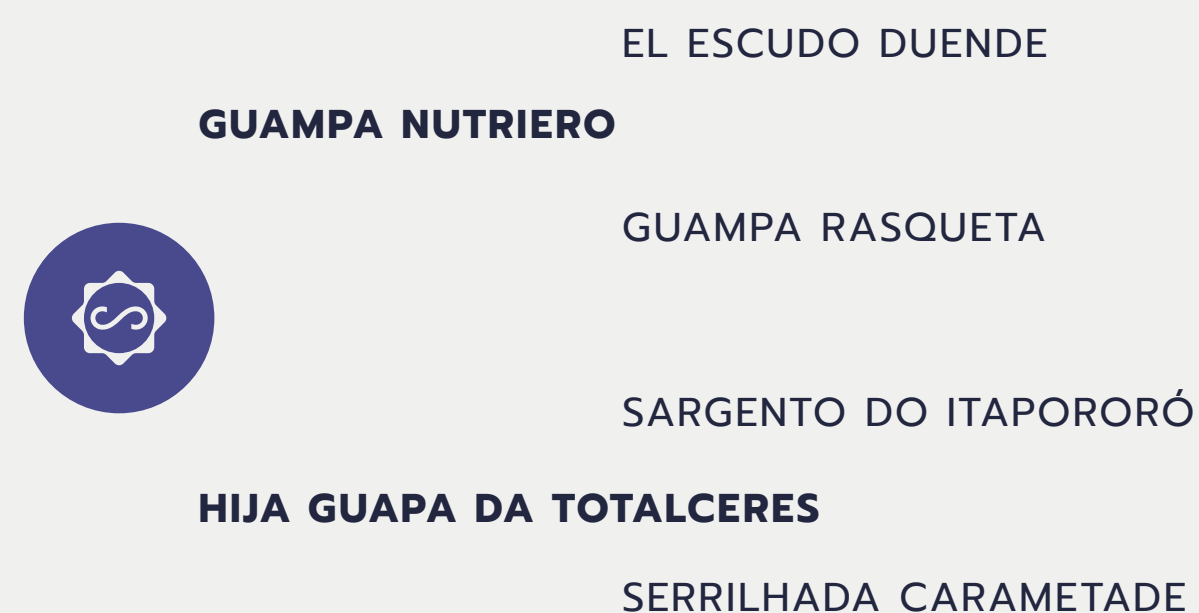 EL ESCUDO DUENDE
GUAMPA NUTRIERO
GUAMPA RASQUETA
SARGENTO DO ITAPORORÓ
HIJA GUAPA DA TOTALCERES
SERRILHADA CARAMETADE